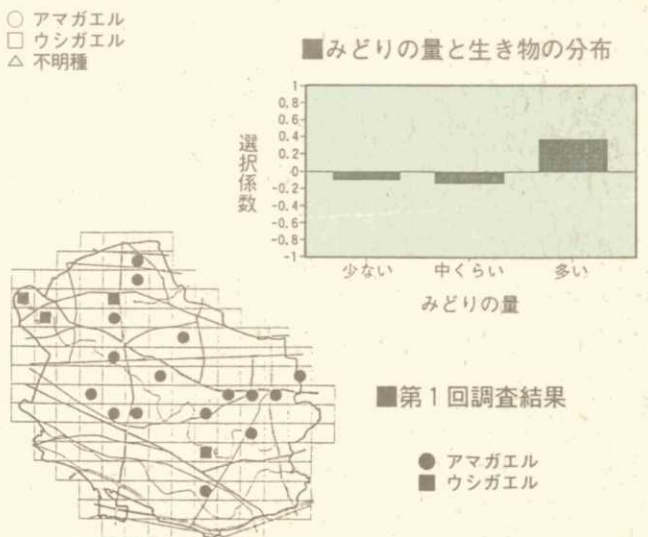 ○ アマガエル
□ ウシガエル
△ 不明種
■みどりの量と生き物の分布
選択係数
1
0.8
0.6
0.4
0.2
0
-0.2
-0.4
-0.6
-0.8
-1
少ない 中くらい 多い
みどりの量
■第1回調査結果
● アマガエル
■ ウシガエル